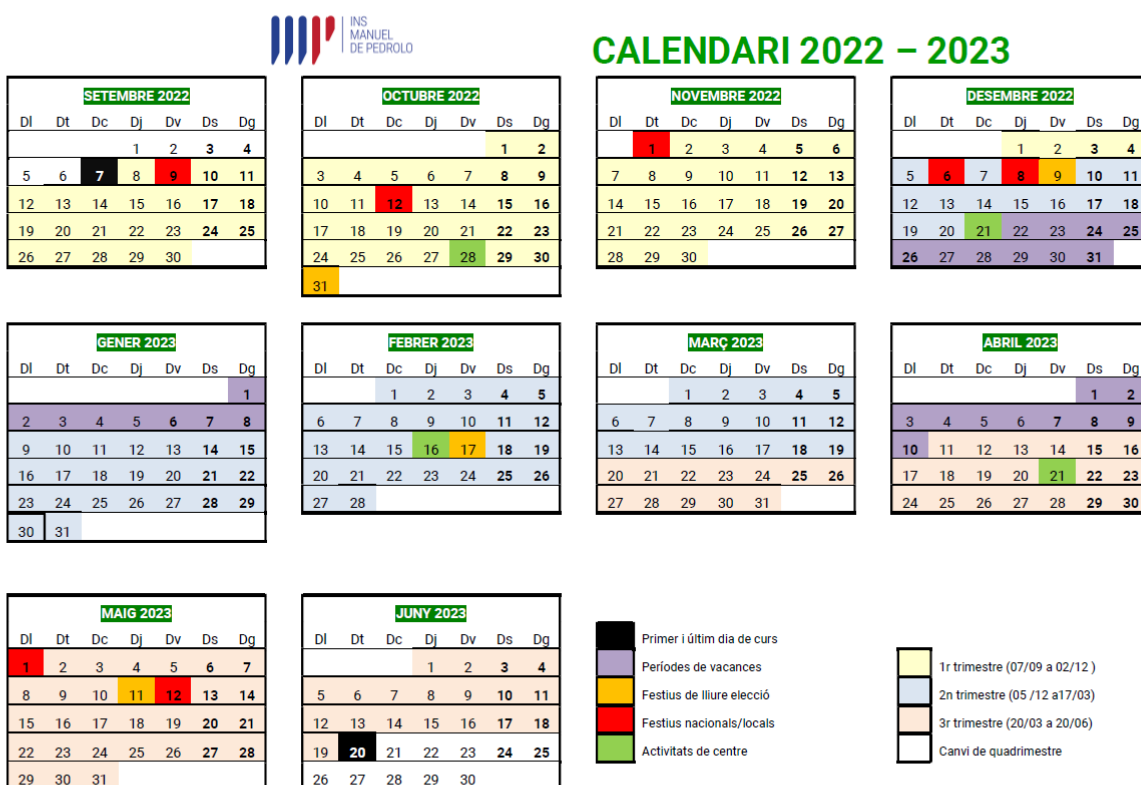 INS
MANUEL
DE PEDROLO
CALENDARI 2022 – 2023
SETEMBRE 2022
Dl Dt Dc Dj Dv Ds Dg
1 2 3 4
5 6 7 8 9 10 11
12 13 14 15 16 17 18
19 20 21 22 23 24 25
26 27 28 29 30
OCTUBRE 2022
Dl Dt Dc Dj Dv Ds Dg
1 2
3 4 5 6 7 8 9
10 11 12 13 14 15 16
17 18 19 20 21 22 23
24 25 26 27 28 29 30
31
NOVEMBRE 2022
Dl Dt Dc Dj Dv Ds Dg
1 2 3 4 5 6
7 8 9 10 11 12 13
14 15 16 17 18 19 20
21 22 23 24 25 26 27
28 29 30
DESEMBRE 2022
Dl Dt Dc Dj Dv Ds Dg
1 2 3 4
5 6 7 8 9 10 11
12 13 14 15 16 17 18
19 20 21 22 23 24 25
26 27 28 29 30 31
GENER 2023
Dl Dt Dc Dj Dv Ds Dg
1
2 3 4 5 6 7 8
9 10 11 12 13 14 15
16 17 18 19 20 21 22
23 24 25 26 27 28 29
30 31
FEBRER 2023
Dl Dt Dc Dj Dv Ds Dg
1 2 3 4 5
6 7 8 9 10 11 12
13 14 15 16 17 18 19
20 21 22 23 24 25 26
27 28
MARÇ 2023
Dl Dt Dc Dj Dv Ds Dg
1 2 3 4 5
6 7 8 9 10 11 12
13 14 15 16 17 18 19
20 21 22 23 24 25 26
27 28 29 30 31
ABRIL 2023
Dl Dt Dc Dj Dv Ds Dg
1 2
3 4 5 6 7 8 9
10 11 12 13 14 15 16
17 18 19 20 21 22 23
24 25 26 27 28 29 30
MAIG 2023
Dl Dt Dc Dj Dv Ds Dg
1 2 3 4 5 6 7
8 9 10 11 12 13 14
15 16 17 18 19 20 21
22 23 24 25 26 27 28
29 30 31
JUNY 2023
Dl Dt Dc Dj Dv Ds Dg
1 2 3 4
5 6 7 8 9 10 11
12 13 14 15 16 17 18
19 20 21 22 23 24 25
26 27 28 29 30
Primer i últim dia de curs
Períodes de vacances
Festius de lliure elecció
Festius nacionals/locals
Activitats de centre
1r trimestre (07/09 a 02/12 )
2n trimestre (05 /12 a17/03)
3r trimestre (20/03 a 20/06)
Canvi de quadrimestre